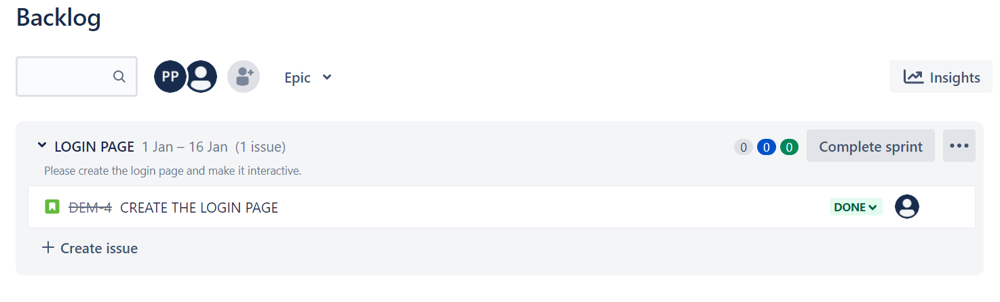 Backlog
PP
Epic
Insights
LOGIN PAGE 1 Jan – 16 Jan (1 issue)
0 0 0
Complete sprint
Please create the login page and make it interactive.
DEM-4 CREATE THE LOGIN PAGE
DONE
Create issue